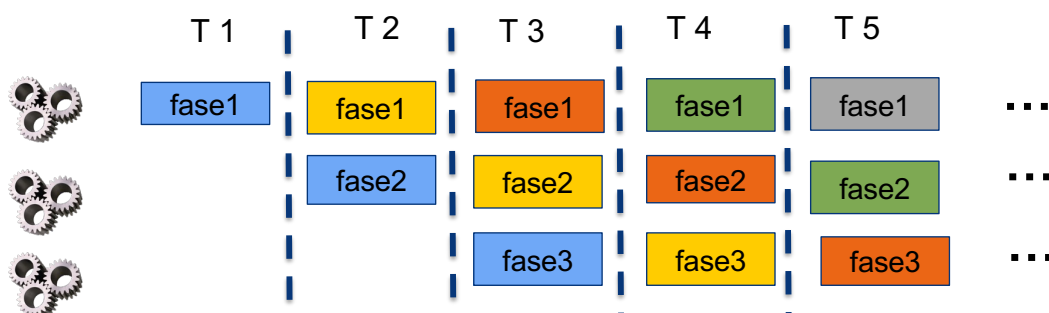 T 1 T 2 T 3 T 4 T 5
fase1 fase1 fase1 fase1 fase1 ...
fase2 fase2 fase2 fase2 ...
fase3 fase3 fase3 ...